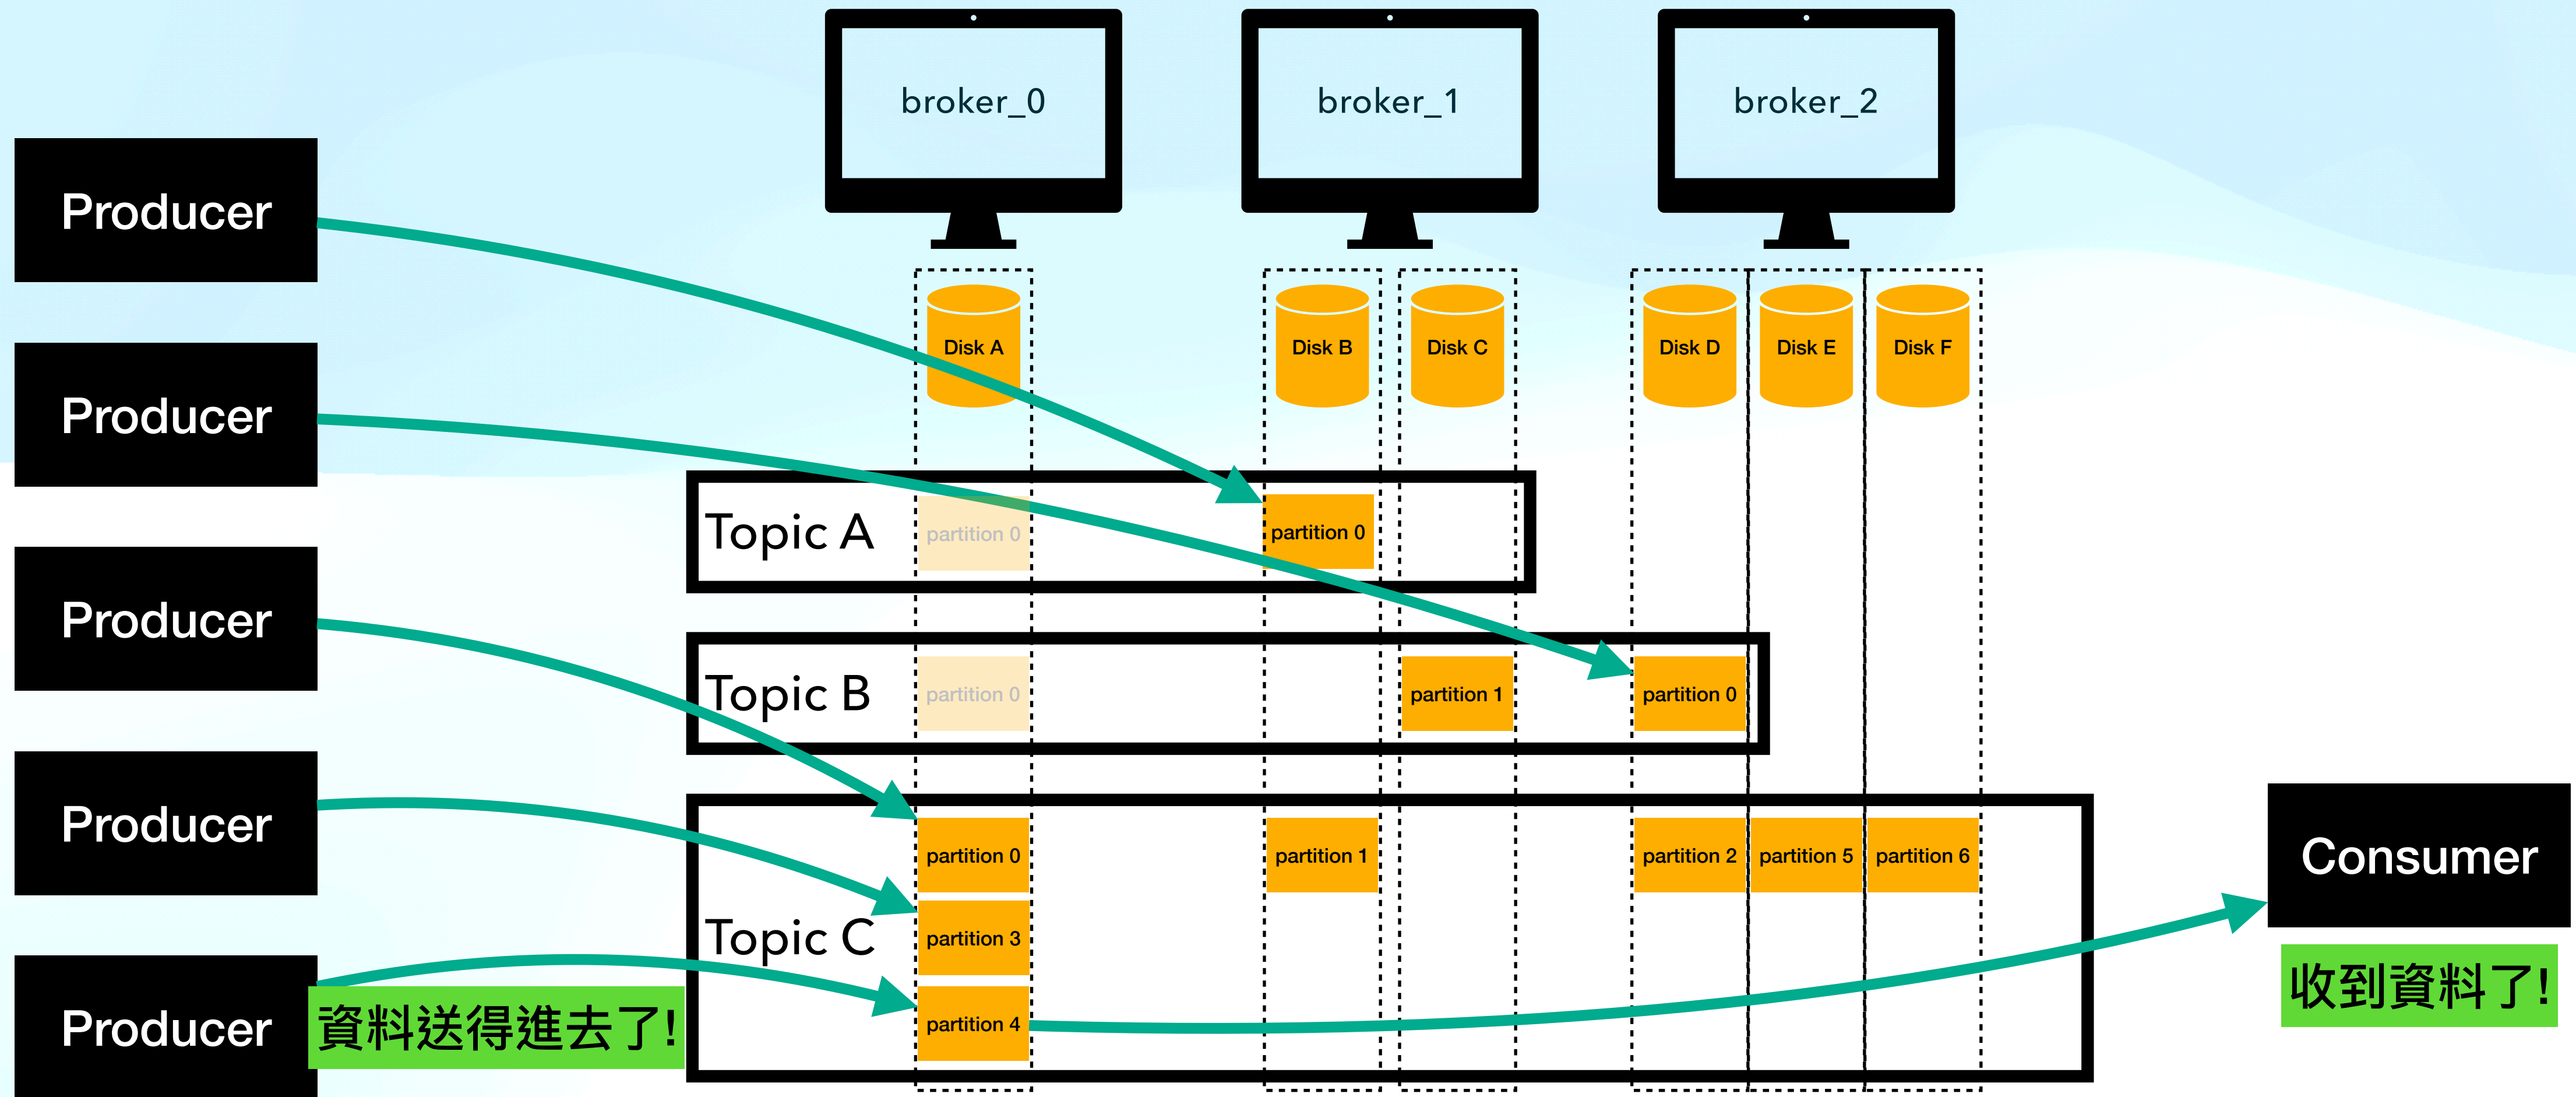 broker_0
broker_1
broker_2
Producer
Producer
Producer
Producer
Producer
資料送得進去了!
Disk A
Disk B
Disk C
Disk D
Disk E
Disk F
Topic A
partition 0
partition 0
Topic B
partition 0
partition 1
partition 0
Topic C
partition 0
partition 1
partition 2
partition 5
partition 6
partition 3
partition 4
Consumer
收到資料了!